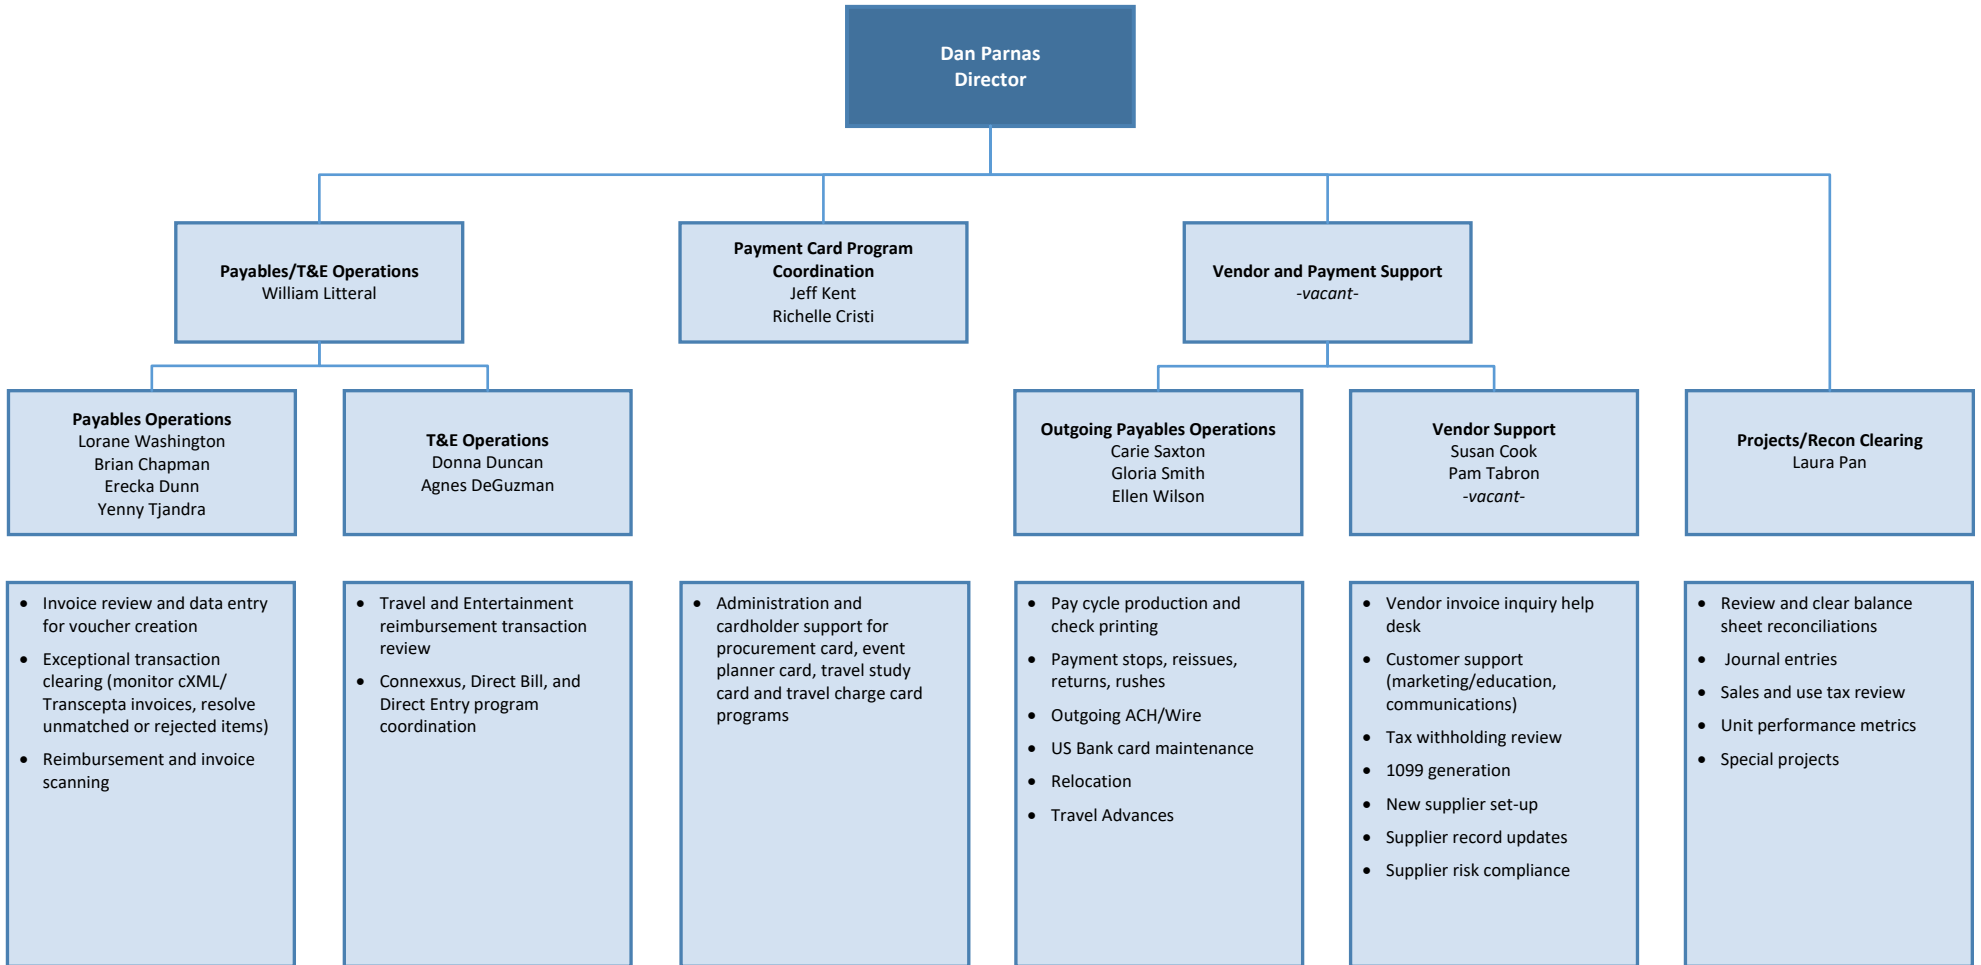 Dan Parnas
Director
Payables/T&E Operations
William Litteral
Payment Card Program
Coordination
Jeff Kent
Richelle Cristi
Vendor and Payment Support
-vacant-
Payables Operations
Lorane Washington
Brian Chapman
Erecka Dunn
Yenny Tjandra
T&E Operations
Donna Duncan
Agnes DeGuzman
Outgoing Payables Operations
Carie Saxton
Gloria Smith
Ellen Wilson
Vendor Support
Susan Cook
Pam Tabron
-vacant-
Projects/Recon Clearing
Laura Pan
• Invoice review and data entry
for voucher creation
• Exceptional transaction
clearing (monitor cXML/
Transcepta invoices, resolve
unmatched or rejected items)
• Reimbursement and invoice
scanning
• Travel and Entertainment
reimbursement transaction
review
• Connexxus, Direct Bill, and
Direct Entry program
coordination
• Administration and
cardholder support for
procurement card, event
planner card, travel study
card and travel charge card
programs
• Pay cycle production and
check printing
• Payment stops, reissues,
returns, rushes
• Outgoing ACH/Wire
• US Bank card maintenance
• Relocation
• Travel Advances
• Vendor invoice inquiry help
desk
• Customer support
(marketing/education,
communications)
• Tax withholding review
• 1099 generation
• New supplier set-up
• Supplier record updates
• Supplier risk compliance
• Review and clear balance
sheet reconciliations
• Journal entries
• Sales and use tax review
• Unit performance metrics
• Special projects